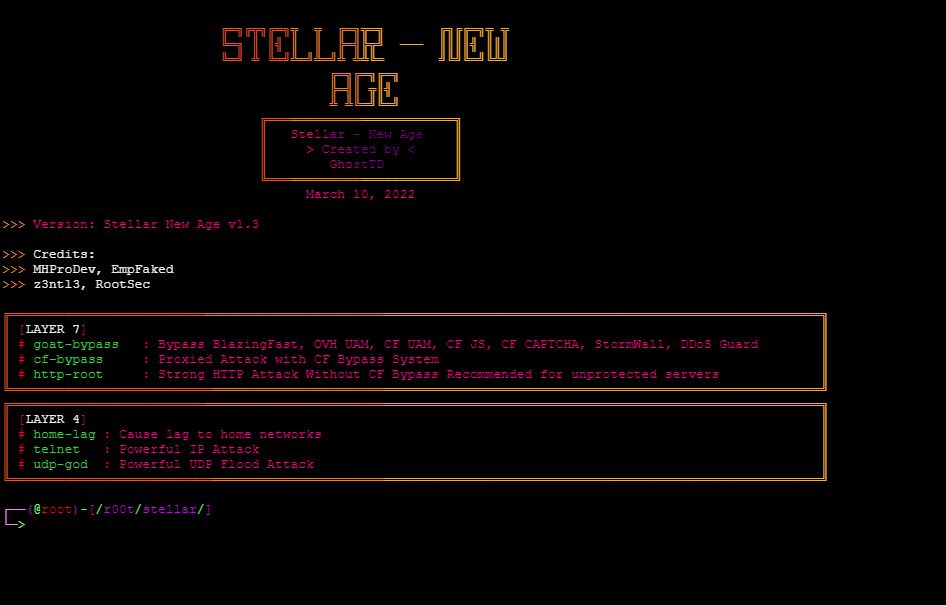 STELLAR - NEW
AGE
Stellar - New Age
> Created by <
GhostTD
March 10, 2022
>>> Version: Stellar New Age v1.3
>>> Credits:
>>> MHProDev, EmpFaked
>>> z3ntl3, RootSec
[LAYER 7]
# goat-bypass : Bypass BlazingFast, OVH UAM, CF UAM, CF JS, CF CAPTCHA, StormWall, DDoS Guard
# cf-bypass : Proxied Attack with CF Bypass System
# http-root : Strong HTTP Attack Without CF Bypass Recommended for unprotected servers
[LAYER 4]
# home-lag : Cause lag to home networks
# telnet : Powerful IP Attack
# udp-god : Powerful UDP Flood Attack
┌──(@root)-[/r00t/stellar/]
└─>